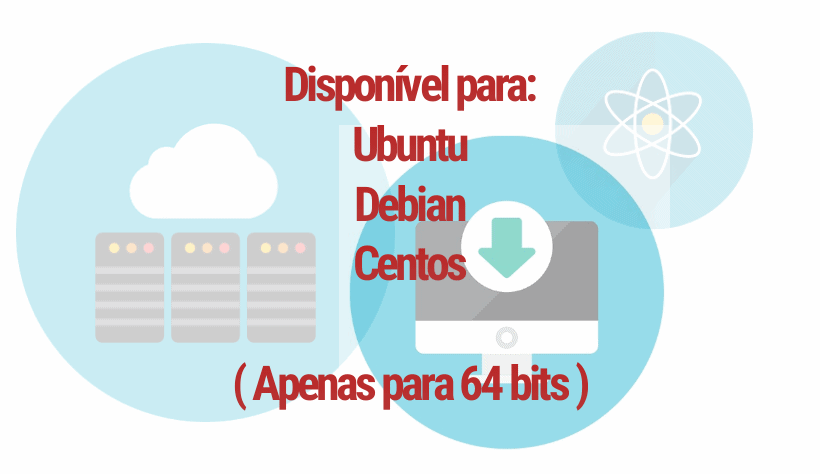 Disponível para:
Ubuntu
Debian
Centos
( Apenas para 64 bits )